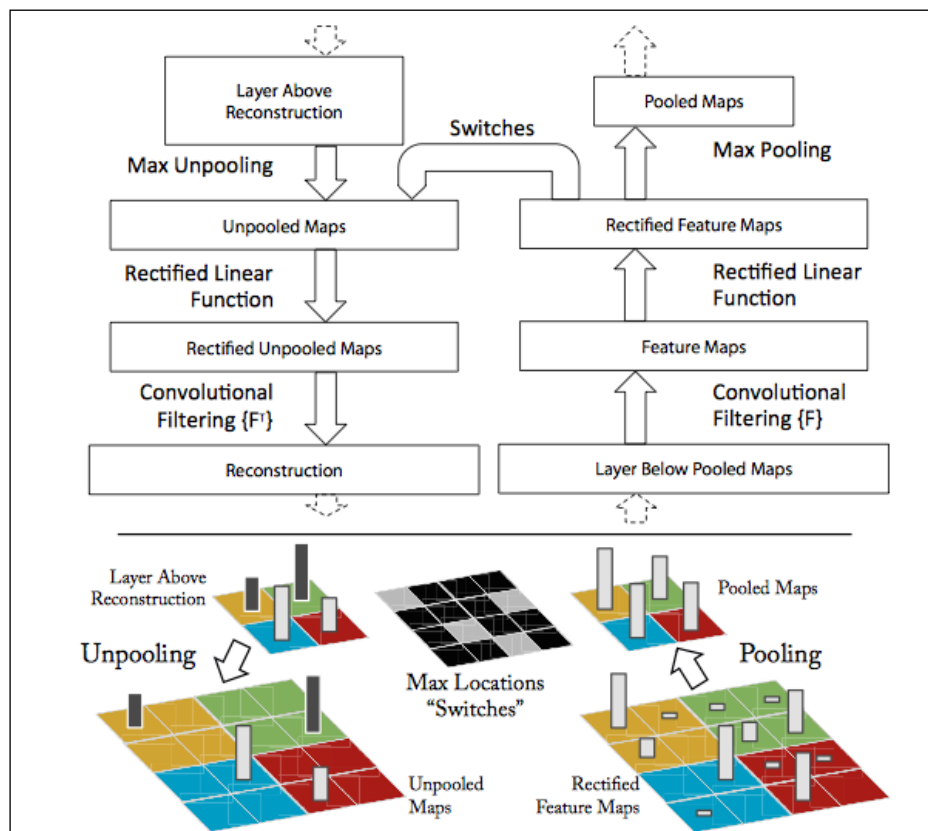 Layer Above
Reconstruction
Pooled Maps
Switches
Max Unpooling
Max Pooling
Unpooled Maps
Rectified Feature Maps
Rectified Linear
Function
Rectified Linear
Function
Rectified Unpooled Maps
Feature Maps
Convolutional
Filtering {Fᵀ}
Convolutional
Filtering {F}
Reconstruction
Layer Below Pooled Maps
Layer Above
Reconstruction
Pooled Maps
Unpooling
Pooling
Max Locations
“Switches”
Unpooled
Maps
Rectified
Feature Maps